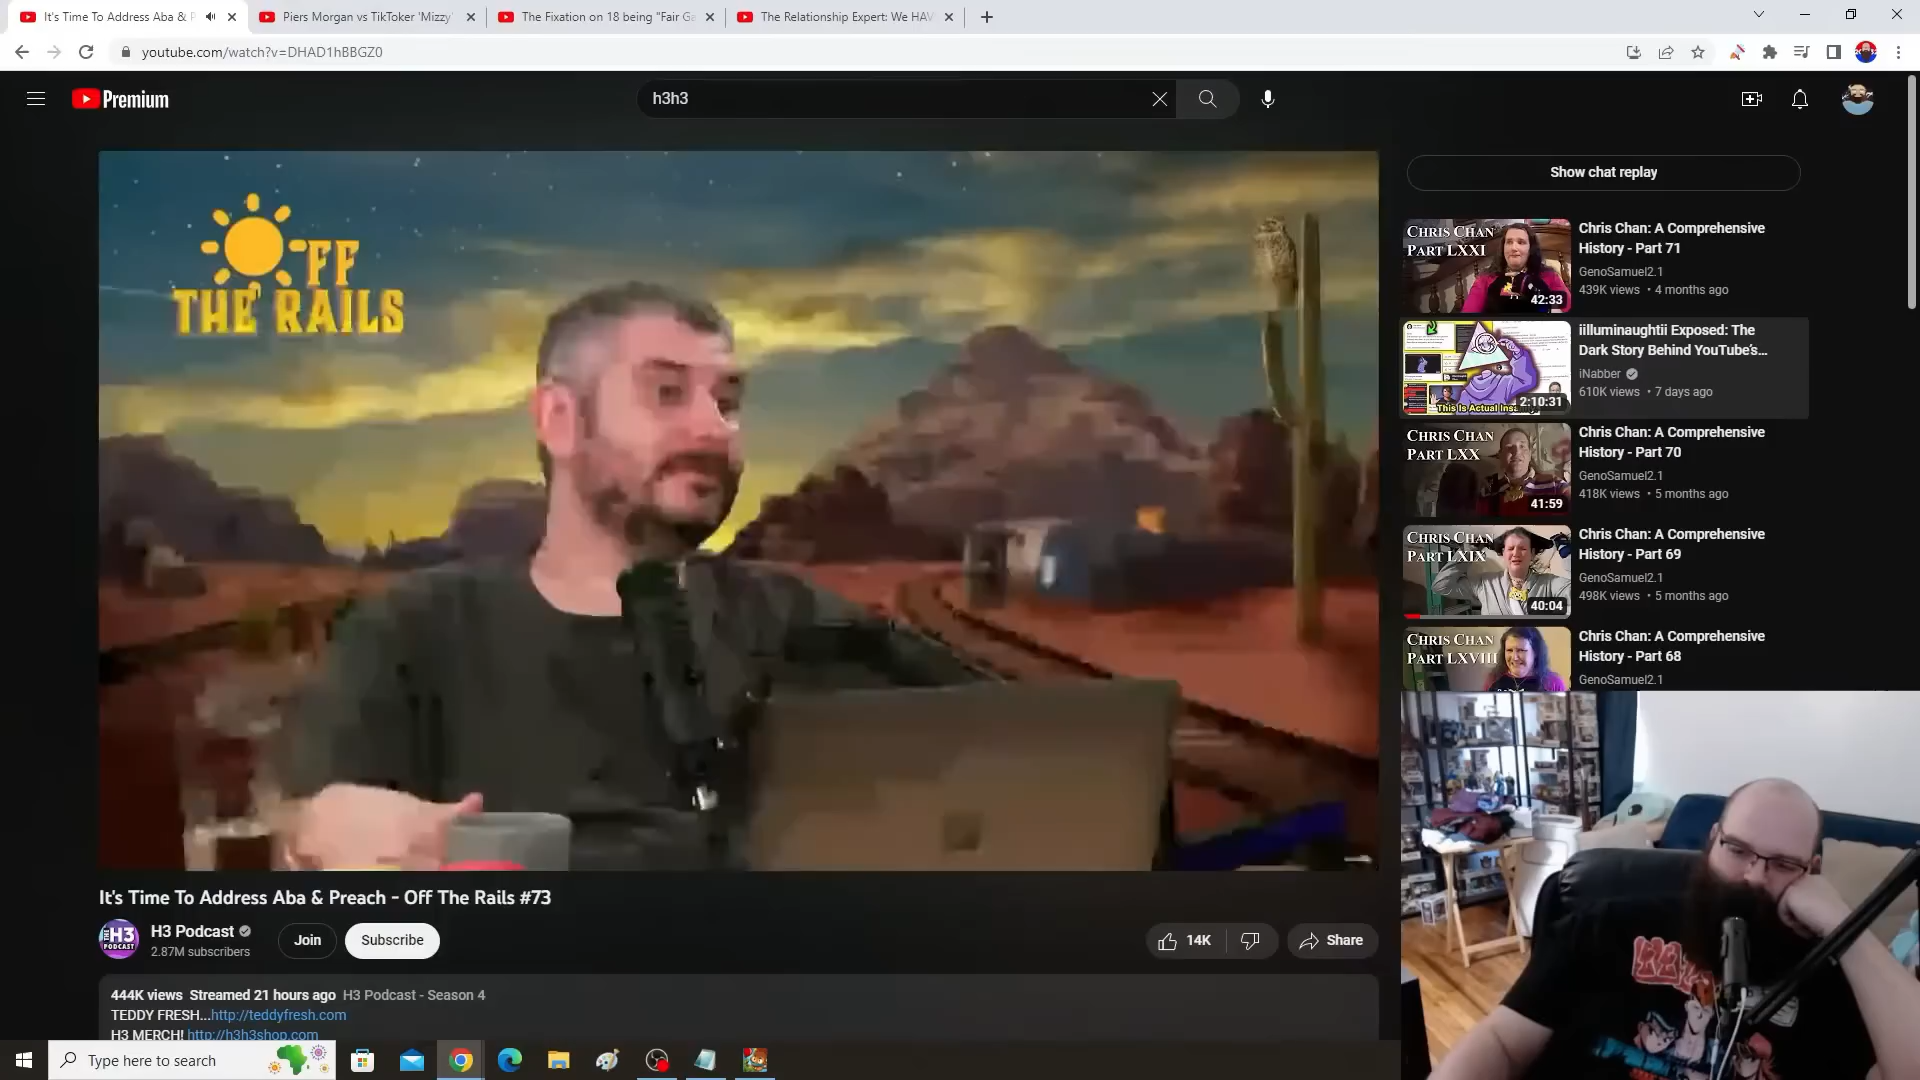 It's Time To Address Aba & P
Piers Morgan vs TikToker 'Mizzy'
The Fixation on 18 being "Fair Ga
The Relationship Expert: We HAV
youtube.com/watch?v=DHAD1hBBGZ0
Premium
h3h3
OFF
THE RAILS
Show chat replay
CHRIS CHAN
PART LXXI
42:33
Chris Chan: A Comprehensive
History - Part 71
GenoSamuel2.1
439K views • 4 months ago
This Is Actual
2:10:31
iilluminaughtii Exposed: The
Dark Story Behind YouTube's...
iNabber
610K views • 7 days ago
CHRIS CHAN
PART LXX
41:59
Chris Chan: A Comprehensive
History - Part 70
GenoSamuel2.1
418K views • 5 months ago
CHRIS CHAN
PART LXIX
40:04
Chris Chan: A Comprehensive
History - Part 69
GenoSamuel2.1
498K views • 5 months ago
CHRIS CHAN
PART LXVIII
Chris Chan: A Comprehensive
History - Part 68
GenoSamuel2.1
It's Time To Address Aba & Preach - Off The Rails #73
THE H3 PODCAST
H3 Podcast
2.87M subscribers
Join
Subscribe
14K
Share
444K views Streamed 21 hours ago H3 Podcast - Season 4
TEDDY FRESH...http://teddyfresh.com
H3 MERCH! http://h3h3shop.com
Type here to search